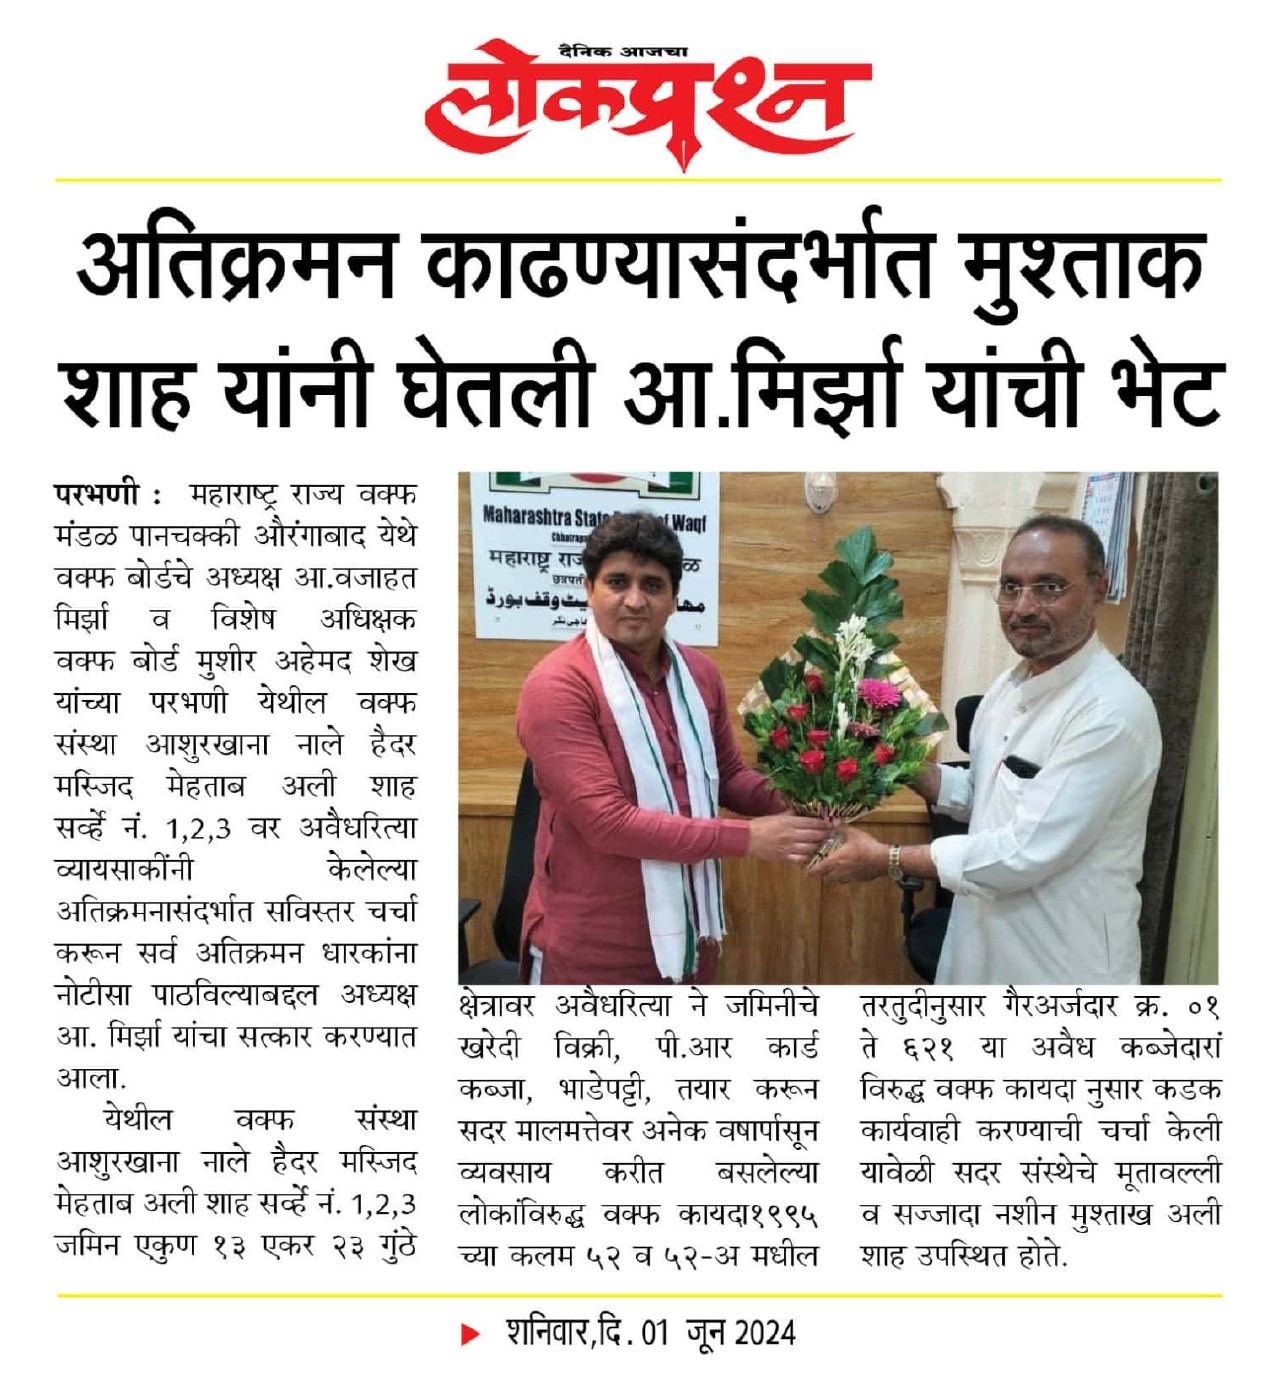 दैनिक आजचा
लोकप्रश्न
अतिक्रमन काढण्यासंदर्भात मुश्ताक
शाह यांनी घेतली आ.मिर्झा यांची भेट
परभणी : महाराष्ट्र राज्य वक्फ
मंडळ पानचक्की औरंगाबाद येथे
वक्फ बोर्डचे अध्यक्ष आ.वजाहत
मिर्झा व विशेष अधिक्षक
वक्फ बोर्ड मुशीर अहेमद शेख
यांच्या परभणी येथील वक्फ
संस्था आशुरखाना नाले हैदर
मस्जिद मेहताब अली शाह
सर्व्हे नं. 1,2,3 वर अवैधरित्या
व्यायसाकींनी केलेल्या
अतिक्रमनासंदर्भात सविस्तर चर्चा
करून सर्व अतिक्रमन धारकांना
नोटीसा पाठविल्याबद्दल अध्यक्ष
आ. मिर्झा यांचा सत्कार करण्यात
आला.
येथील वक्फ संस्था
आशुरखाना नाले हैदर मस्जिद
मेहताब अली शाह सर्व्हे नं. 1,2,3
जमिन एकुण १३ एकर २३ गुंठे
Maharashtra State of Waqf
महाराष्ट्र
क्षेत्रावर अवैधरित्या ने जमिनीचे
खरेदी विक्री, पी.आर कार्ड
कब्जा, भाडेपट्टी, तयार करून
सदर मालमत्तेवर अनेक वर्षापासून
व्यवसाय करीत बसलेल्या
लोकांविरुद्ध वक्फ कायदा१९९५
च्या कलम ५२ व ५२-अ मधील
तरतुदीनुसार गैरअर्जदार क्र. ०१
ते ६२१ या अवैध कब्जेदारां
विरुद्ध वक्फ कायदा नुसार कडक
कार्यवाही करण्याची चर्चा केली
यावेळी सदर संस्थेचे मूतावल्ली
व सज्जादा नशीन मुश्ताख अली
शाह उपस्थित होते.
शनिवार,दि. 01 जून 2024